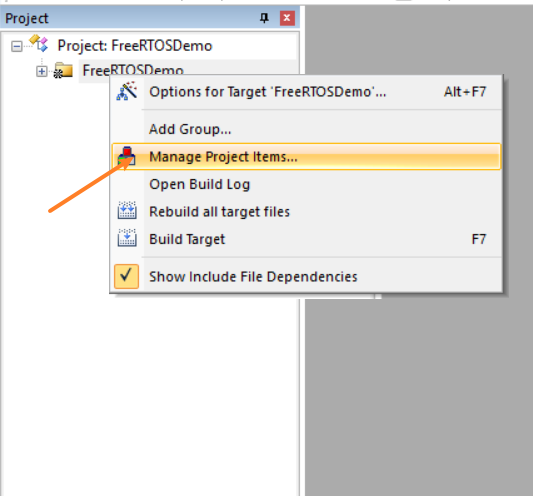 Project
Project: FreeRTOSDemo
FreeRTOSDemo
Options for Target 'FreeRTOSDemo'... Alt+F7
Add Group...
Manage Project Items...
Open Build Log
Rebuild all target files
Build Target F7
Show Include File Dependencies